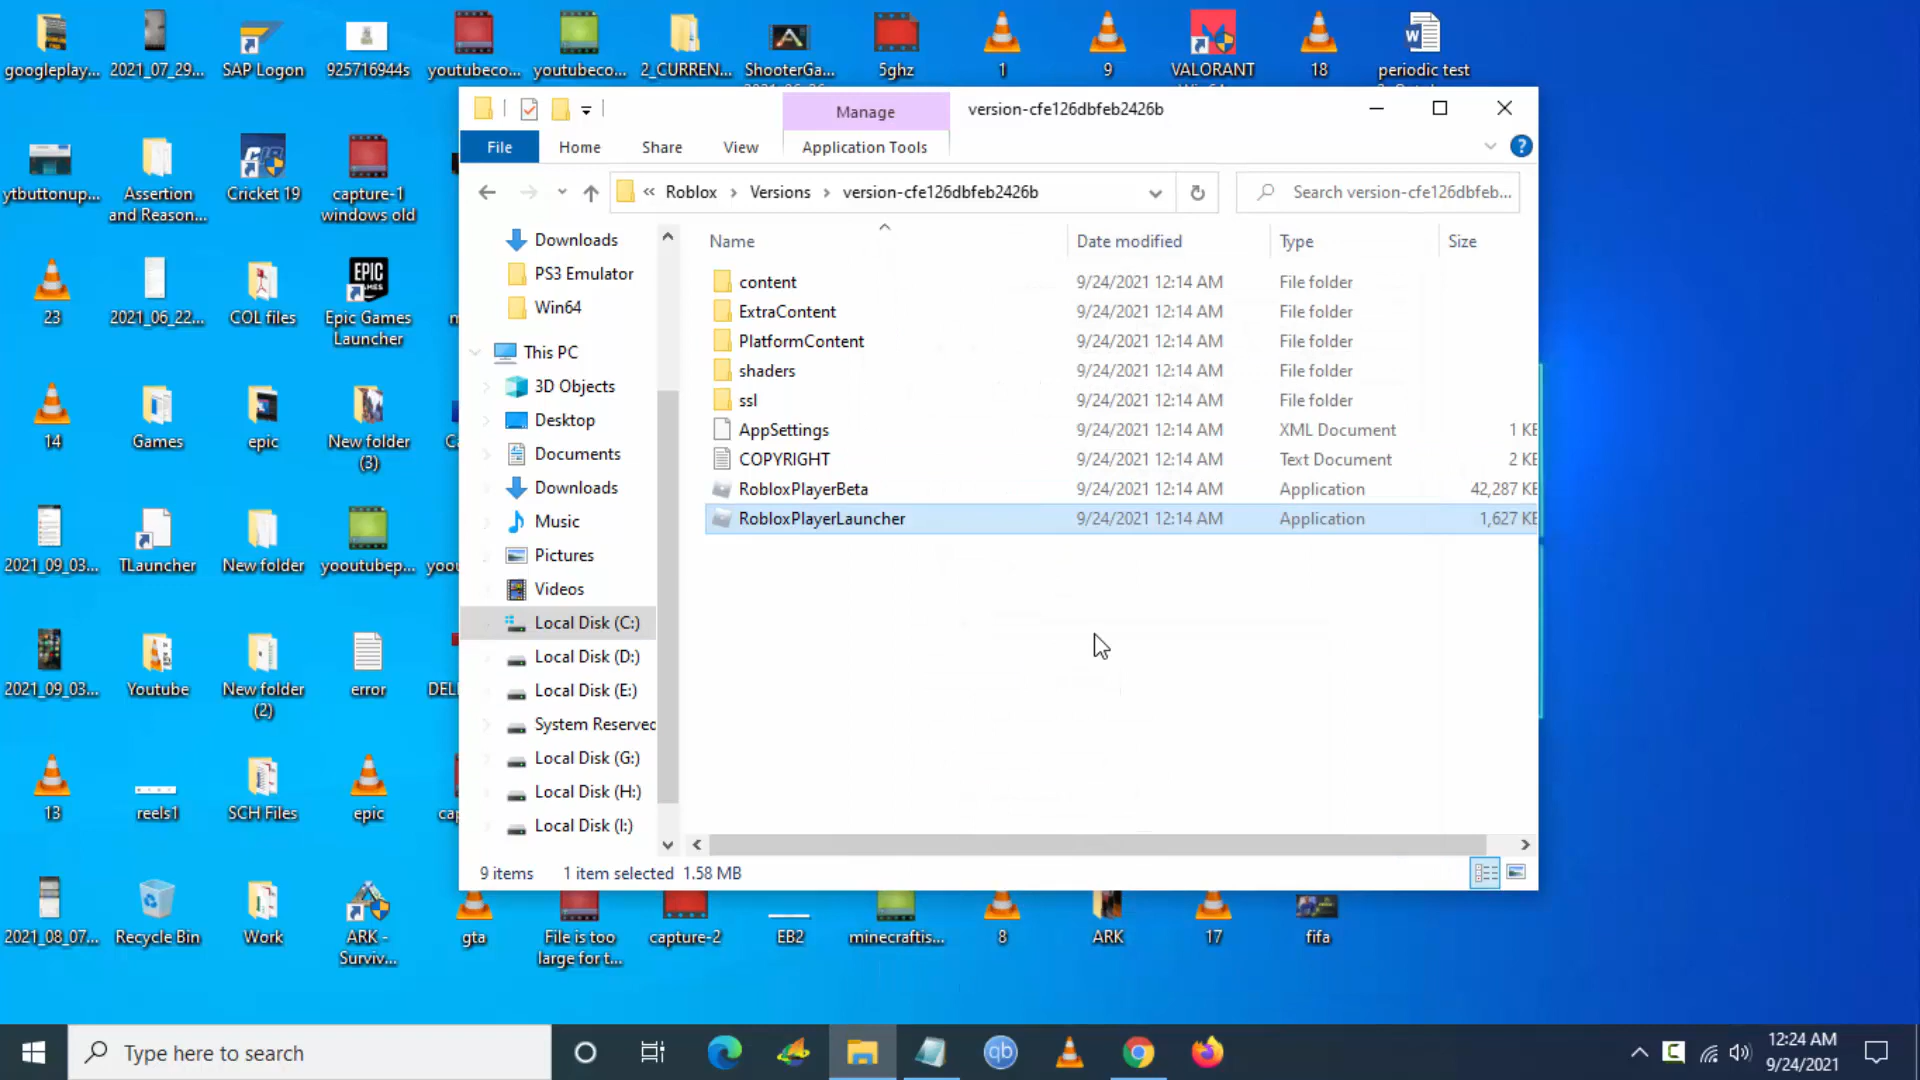 googleplay...
2021_07_29...
SAP Logon
925716944s
youtubeco...
youtubeco...
2_CURREN...
ShooterGa...
5ghz
1
9
VALORANT
18
periodic test
Manage
version-cfe126dbfeb2426b
File
Home
Share
View
Application Tools
Roblox
Versions
version-cfe126dbfeb2426b
Search version-cfe126dbfeb...
ytbuttonup...
Assertion
and Reason...
Cricket 19
capture-1
windows old
Downloads
PS3 Emulator
Win64
This PC
3D Objects
Desktop
Documents
Downloads
Music
Pictures
Videos
Local Disk (C:)
Local Disk (D:)
Local Disk (E:)
System Reserved
Local Disk (G:)
Local Disk (H:)
Local Disk (I:)
Name Date modified Type Size
content 9/24/2021 12:14 AM File folder
ExtraContent 9/24/2021 12:14 AM File folder
PlatformContent 9/24/2021 12:14 AM File folder
shaders 9/24/2021 12:14 AM File folder
ssl 9/24/2021 12:14 AM File folder
AppSettings 9/24/2021 12:14 AM XML Document 1 KB
COPYRIGHT 9/24/2021 12:14 AM Text Document 2 KB
RobloxPlayerBeta 9/24/2021 12:14 AM Application 42,287 KB
RobloxPlayerLauncher 9/24/2021 12:14 AM Application 1,627 KB
9 items 1 item selected 1.58 MB
23
2021_06_22...
COL files
EPIC
GAMES
Epic Games
Launcher
14
Games
epic
New folder
(3)
2021_09_03...
TLauncher
New folder
yooutubep...
2021_09_03...
Youtube
New folder
(2)
error
DEL
13
reels1
SCH Files
epic
2021_08_07...
Recycle Bin
Work
ARK -
Surviv...
gta
File is too
large for t...
capture-2
EB2
minecraftis...
8
ARK
17
fifa
Type here to search
qb
12:24 AM
9/24/2021